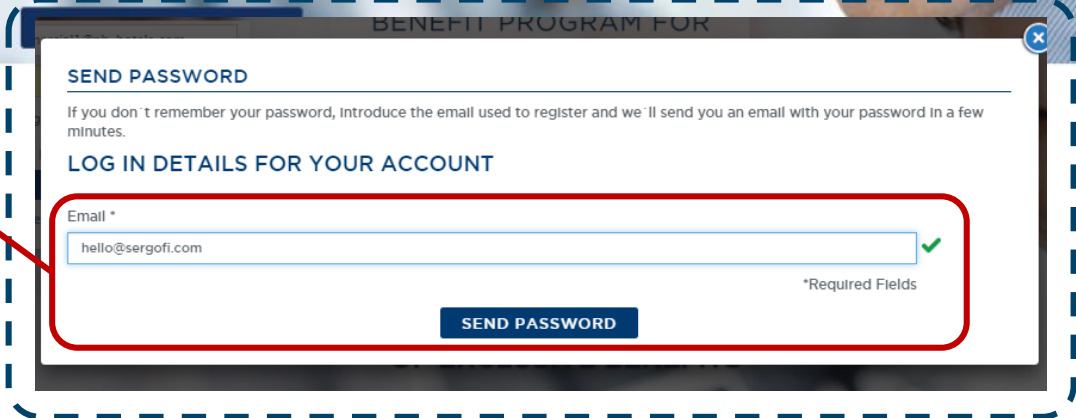 BENEFIT PROGRAM FOR
SEND PASSWORD
If you don´t remember your password, introduce the email used to register and we´ll send you an email with your password in a few
minutes.
LOG IN DETAILS FOR YOUR ACCOUNT
Email *
hello@sergofi.com
*Required Fields
SEND PASSWORD